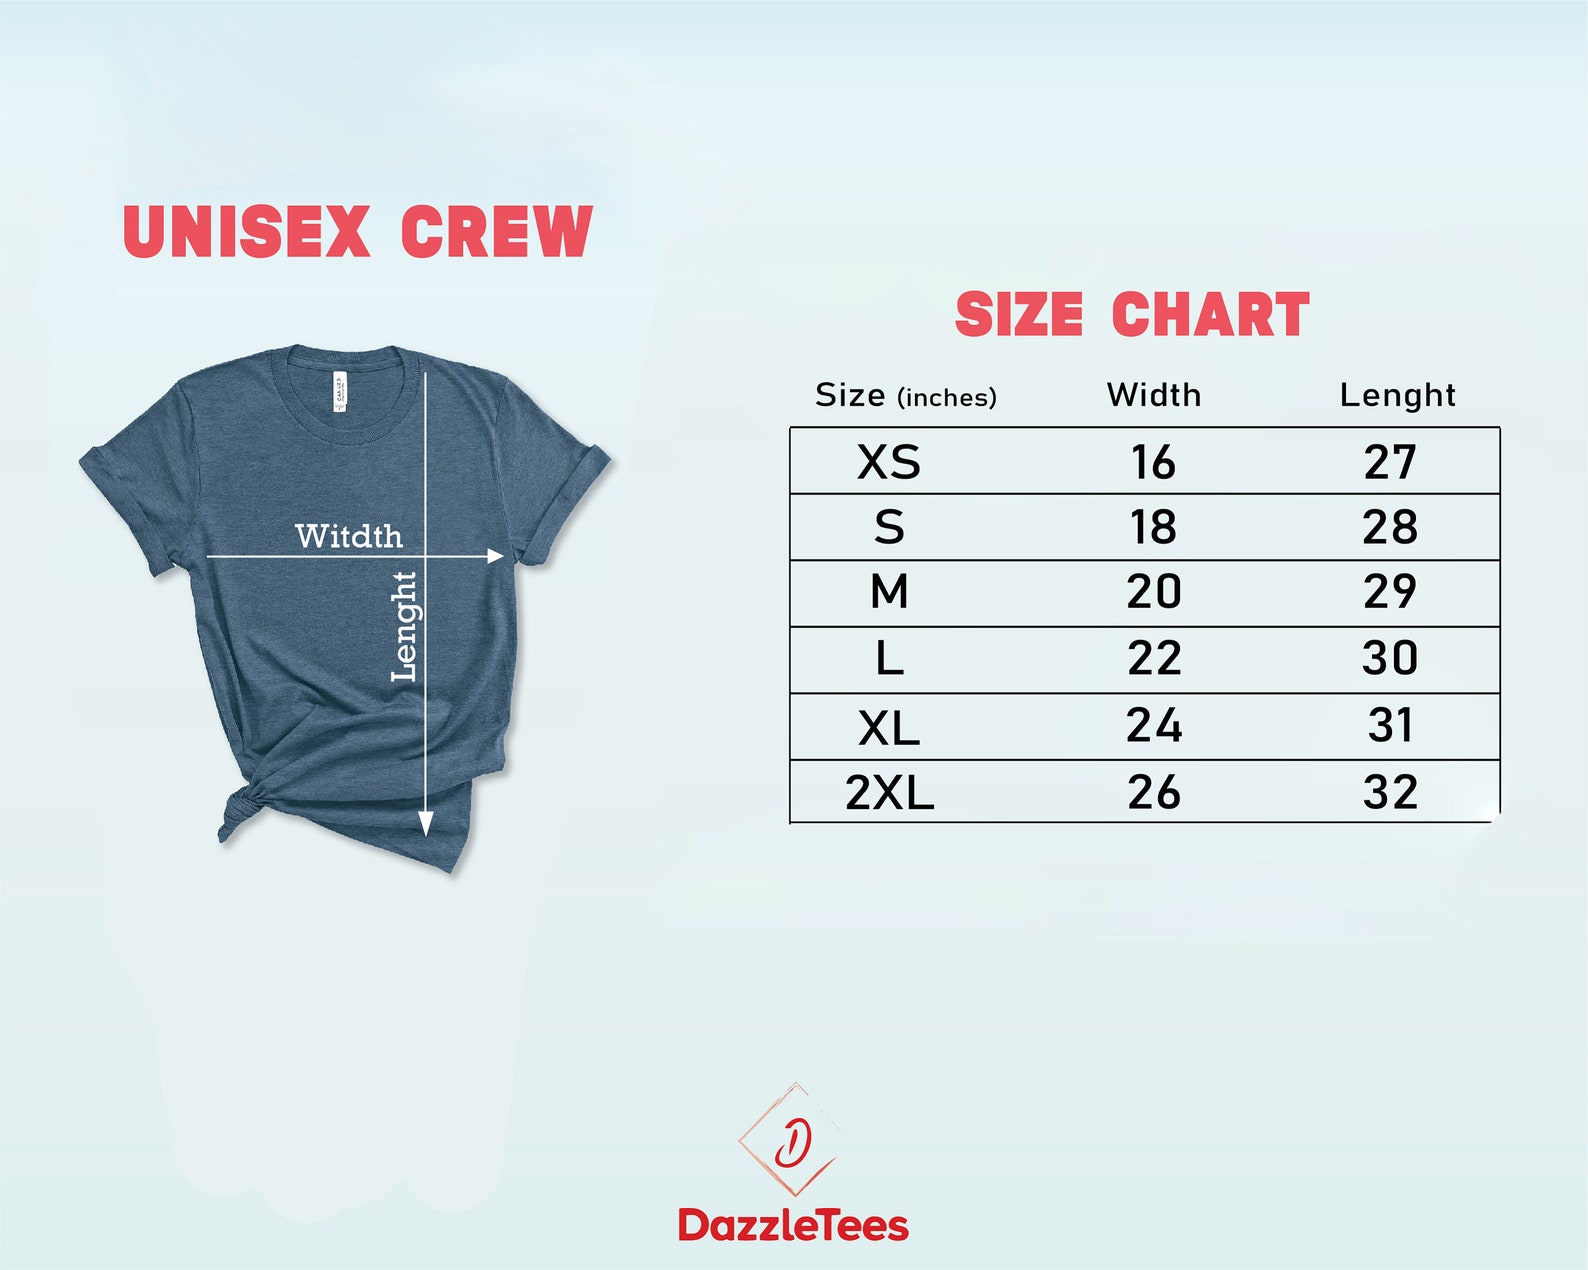 UNISEX CREW
Witdth
Lenght
SIZE CHART
Size (inches) Width Lenght
XS 16 27
S 18 28
M 20 29
L 22 30
XL 24 31
2XL 26 32
D
DazzleTees